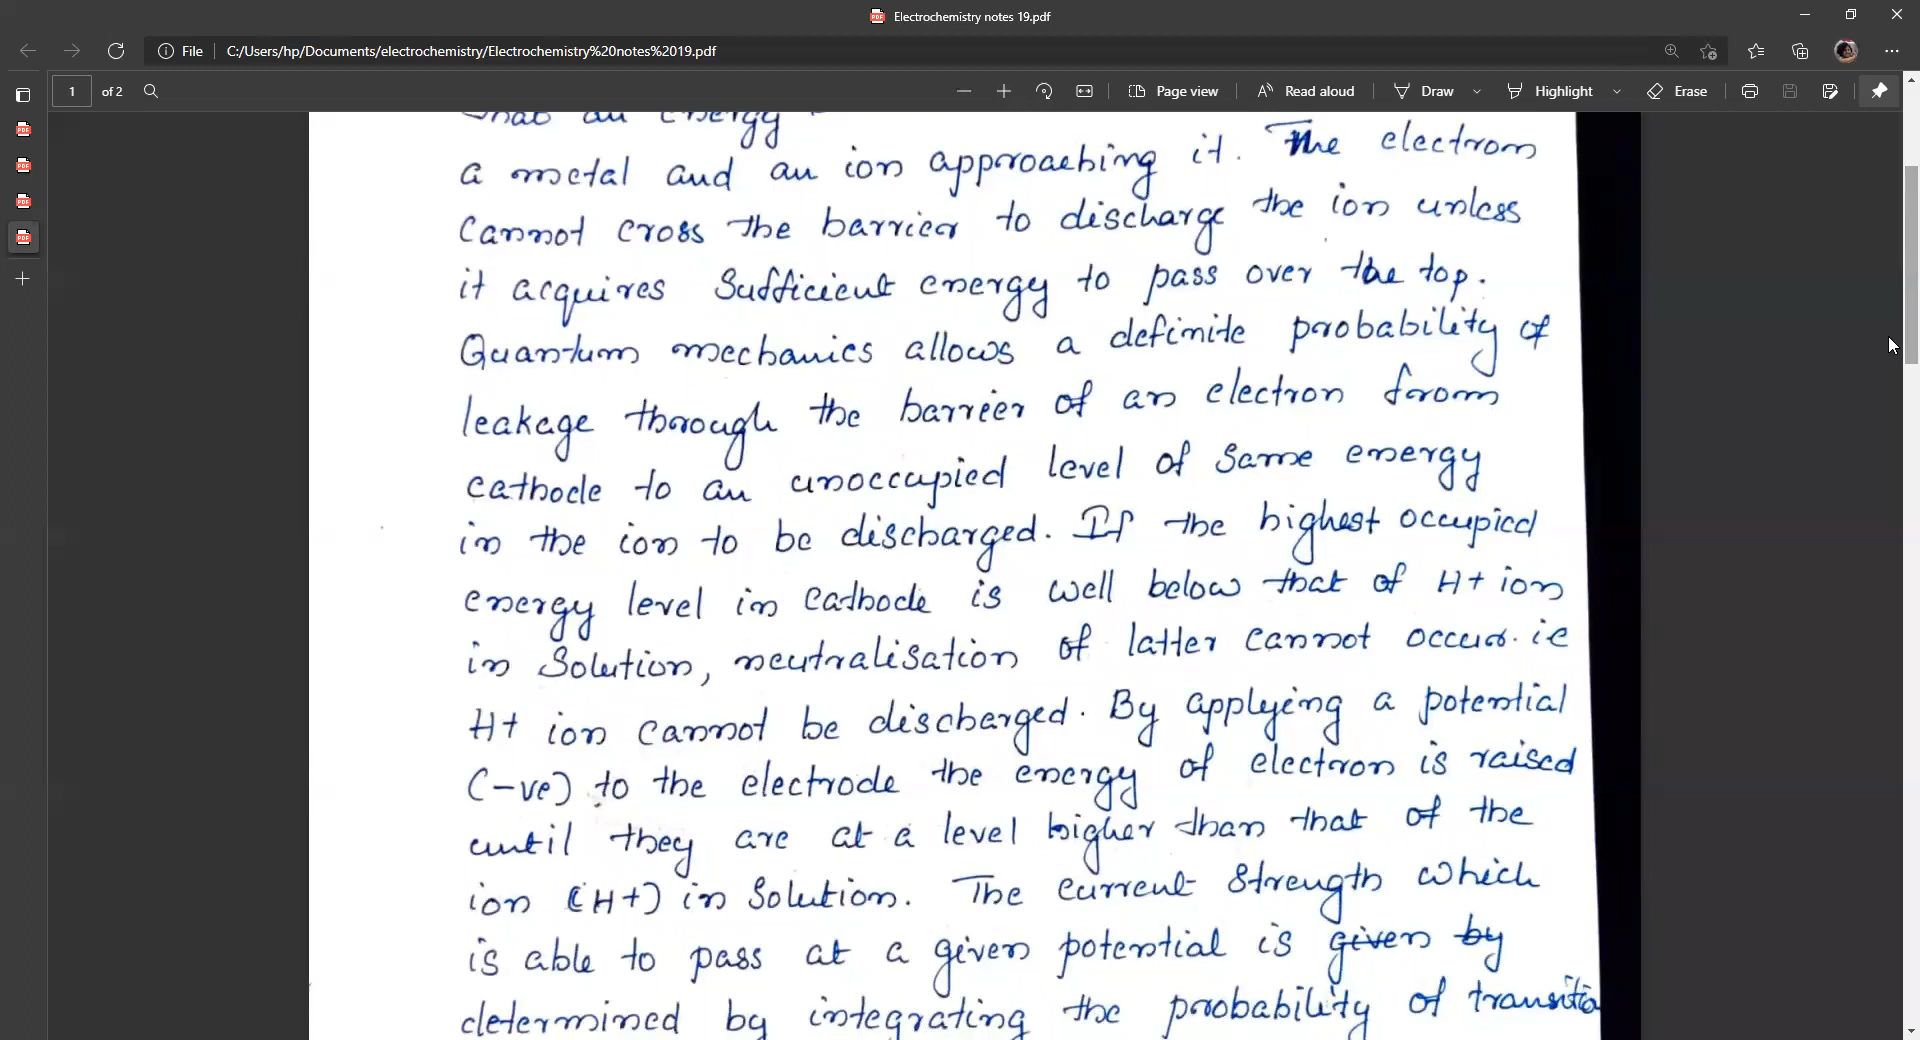 Electrochemistry notes 19.pdf
File C:/Users/hp/Documents/electrochemistry/Electrochemistry%20notes%2019.pdf
1 of 2 Page view Read aloud Draw Highlight Erase
that an energy
a metal and an ion approaching it. The electron
cannot cross the barrier to discharge the ion unless
it acquires sufficient energy to pass over the top.
Quantum mechanics allows a definite probability of
leakage through the barrier of an electron from
cathode to an unoccupied level of same energy
in the ion to be discharged. If the highest occupied
energy level in cathode is well below that of H+ ion
in solution, neutralisation of latter cannot occur. ie
H+ ion cannot be discharged. By applying a potential
(-ve) to the electrode the energy of electron is raised
until they are at a level higher than that of the
ion (H+) in solution. The current strength which
is able to pass at a given potential is given by
determined by integrating the probability of transitio